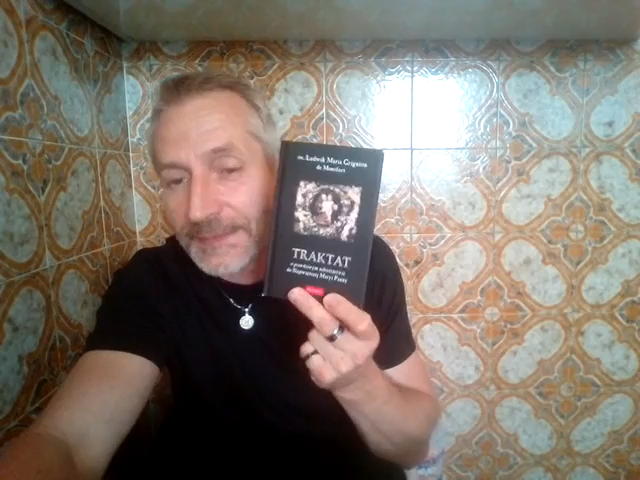 św. Ludwik Maria Grignion
de Montfort
TRAKTAT
o prawdziwym nabożeństwie
do Najświętszej Maryi Panny